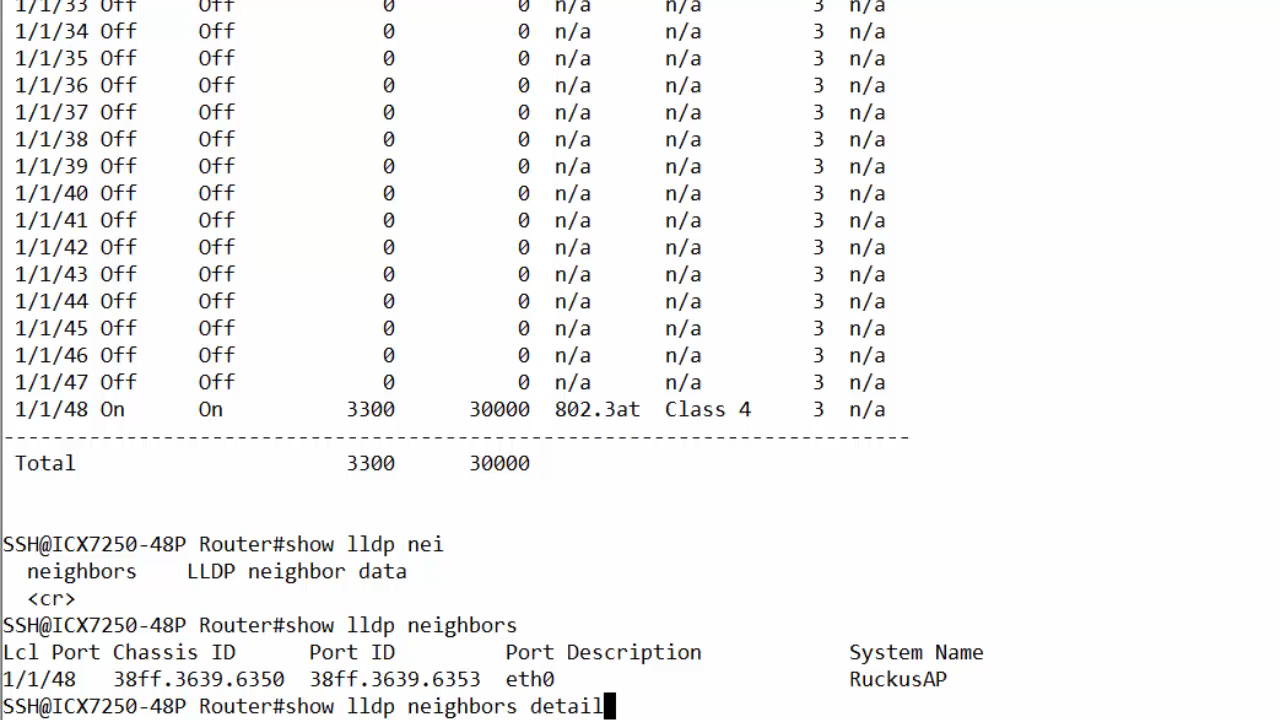 1/1/33 Off Off 0 0 n/a n/a 3 n/a
1/1/34 Off Off 0 0 n/a n/a 3 n/a
1/1/35 Off Off 0 0 n/a n/a 3 n/a
1/1/36 Off Off 0 0 n/a n/a 3 n/a
1/1/37 Off Off 0 0 n/a n/a 3 n/a
1/1/38 Off Off 0 0 n/a n/a 3 n/a
1/1/39 Off Off 0 0 n/a n/a 3 n/a
1/1/40 Off Off 0 0 n/a n/a 3 n/a
1/1/41 Off Off 0 0 n/a n/a 3 n/a
1/1/42 Off Off 0 0 n/a n/a 3 n/a
1/1/43 Off Off 0 0 n/a n/a 3 n/a
1/1/44 Off Off 0 0 n/a n/a 3 n/a
1/1/45 Off Off 0 0 n/a n/a 3 n/a
1/1/46 Off Off 0 0 n/a n/a 3 n/a
1/1/47 Off Off 0 0 n/a n/a 3 n/a
1/1/48 On On 3300 30000 802.3at Class 4 3 n/a
--------------------------------------------------------------------------
Total 3300 30000
SSH@ICX7250-48P Router#show lldp nei
neighbors LLDP neighbor data
<cr>
SSH@ICX7250-48P Router#show lldp neighbors
Lcl Port Chassis ID Port ID Port Description System Name
1/1/48 38ff.3639.6350 38ff.3639.6353 eth0 RuckusAP
SSH@ICX7250-48P Router#show lldp neighbors detail